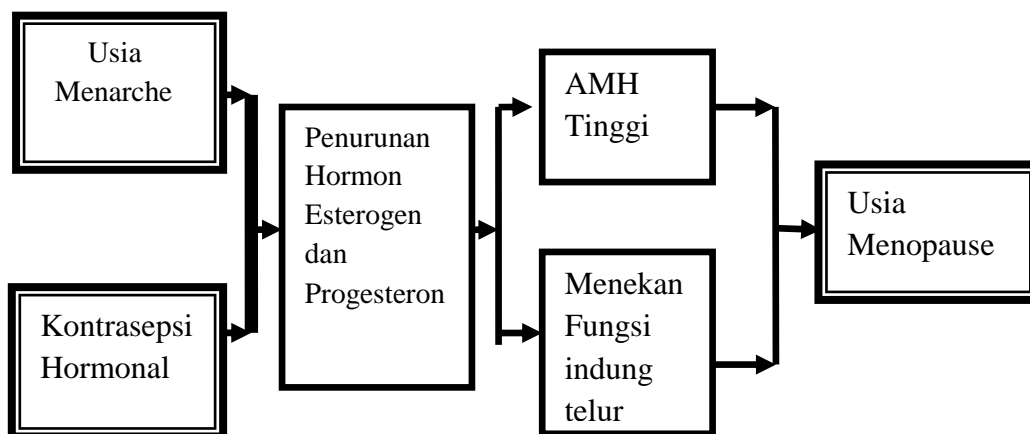 Usia
Menarche
Kontrasepsi
Hormonal
Penurunan
Hormon
Esterogen
dan
Progesteron
AMH
Tinggi
Menekan
Fungsi
indung
telur
Usia
Menopause